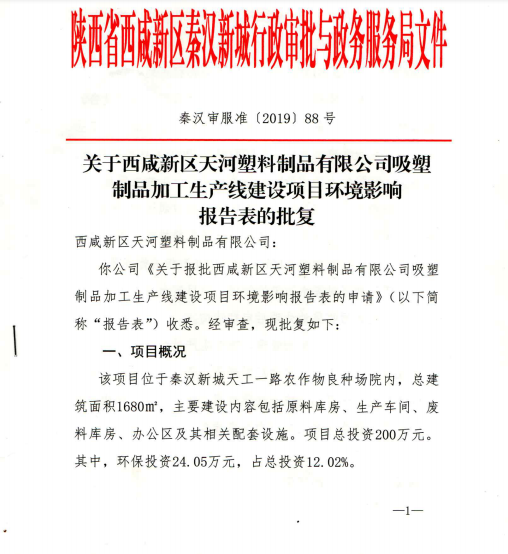 陕西省西咸新区秦汉新城行政审批与政务服务局文件
秦汉审服准〔2019〕88号
关于西咸新区天河塑料制品有限公司吸塑
制品加工生产线建设项目环境影响
报告表的批复
西咸新区天河塑料制品有限公司：
你公司《关于报批西咸新区天河塑料制品有限公司吸塑
制品加工生产线建设项目环境影响报告表的申请》（以下简
称“报告表”）收悉。经审查，现批复如下：
一、项目概况
该项目位于秦汉新城天工一路农作物良种场院内，总建
筑面积1680㎡，主要建设内容包括原料库房、生产车间、废
料库房、办公区及其相关配套设施。项目总投资200万元。
其中，环保投资24.05万元，占总投资12.02%。
—1—